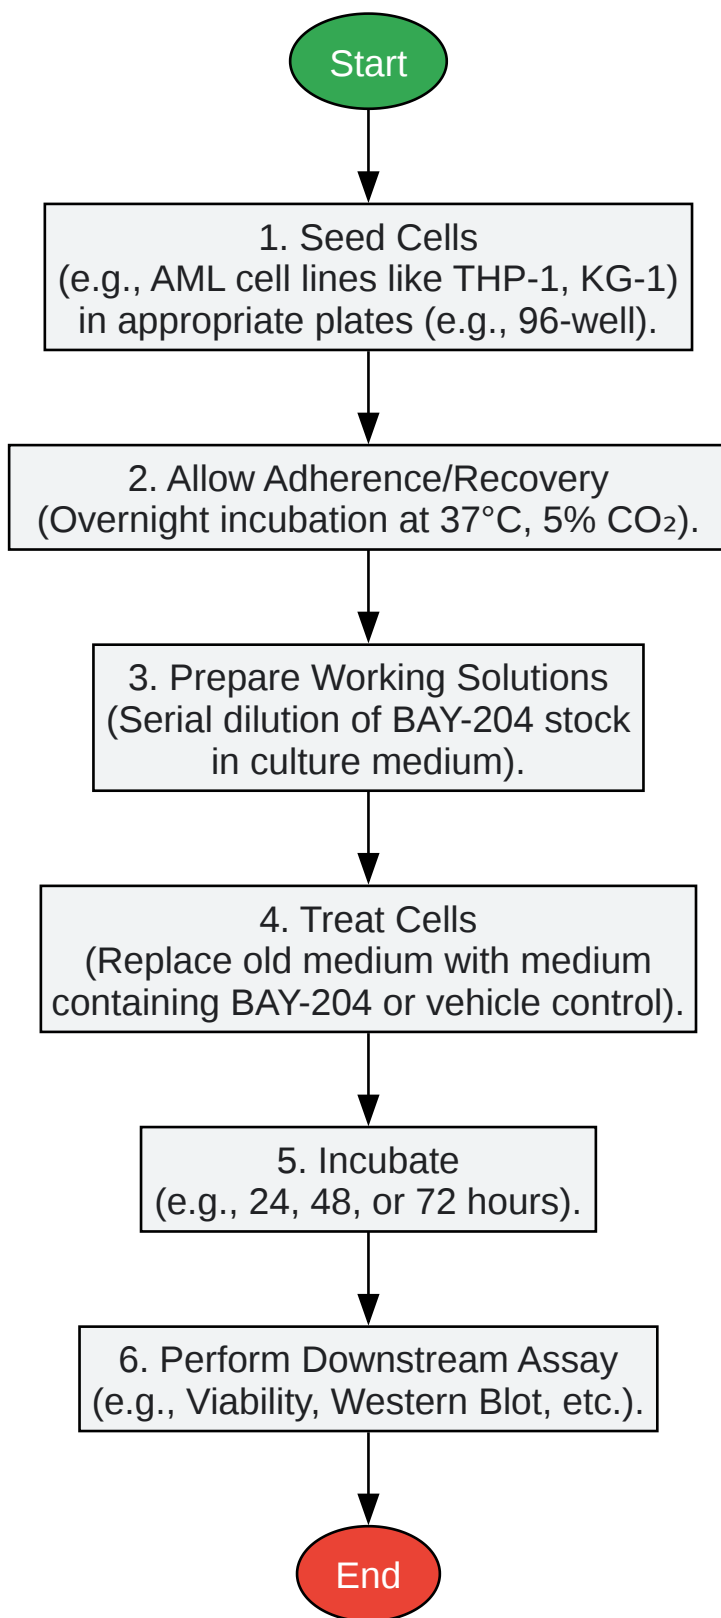 Start
1. Seed Cells
(e.g., AML cell lines like THP-1, KG-1)
in appropriate plates (e.g., 96-well).
2. Allow Adherence/Recovery
(Overnight incubation at 37°C, 5% CO₂).
3. Prepare Working Solutions
(Serial dilution of BAY-204 stock
in culture medium).
4. Treat Cells
(Replace old medium with medium
containing BAY-204 or vehicle control).
5. Incubate
(e.g., 24, 48, or 72 hours).
6. Perform Downstream Assay
(e.g., Viability, Western Blot, etc.).
End